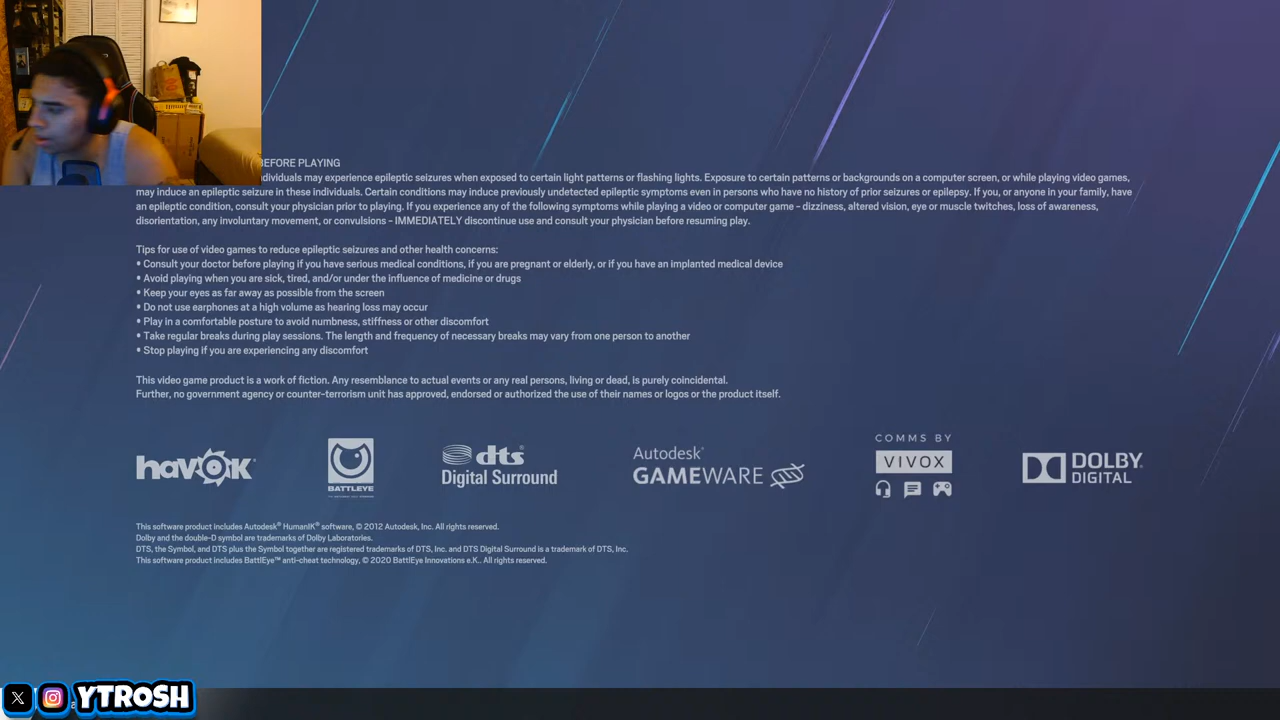 BEFORE PLAYING
individuals may experience epileptic seizures when exposed to certain light patterns or flashing lights. Exposure to certain patterns or backgrounds on a computer screen, or while playing video games,
may induce an epileptic seizure in these individuals. Certain conditions may induce previously undetected epileptic symptoms even in persons who have no history of prior seizures or epilepsy. If you, or anyone in your family, have
an epileptic condition, consult your physician prior to playing. If you experience any of the following symptoms while playing a video or computer game - dizziness, altered vision, eye or muscle twitches, loss of awareness,
disorientation, any involuntary movement, or convulsions - IMMEDIATELY discontinue use and consult your physician before resuming play.
Tips for use of video games to reduce epileptic seizures and other health concerns:
• Consult your doctor before playing if you have serious medical conditions, if you are pregnant or elderly, or if you have an implanted medical device
• Avoid playing when you are sick, tired, and/or under the influence of medicine or drugs
• Keep your eyes as far away as possible from the screen
• Do not use earphones at a high volume as hearing loss may occur
• Play in a comfortable posture to avoid numbness, stiffness or other discomfort
• Take regular breaks during play sessions. The length and frequency of necessary breaks may vary from one person to another
• Stop playing if you are experiencing any discomfort
This video game product is a work of fiction. Any resemblance to actual events or any real persons, living or dead, is purely coincidental.
Further, no government agency or counter-terrorism unit has approved, endorsed or authorized the use of their names or logos or the product itself.
havok
BATTLEYE
dts®
Digital Surround
Autodesk®
GAMEWARE
COMMS BY
VIVOX
DOLBY.
DIGITAL
This software product includes Autodesk® HumanIK® software, © 2012 Autodesk, Inc. All rights reserved.
Dolby and the double-D symbol are trademarks of Dolby Laboratories.
DTS, the Symbol, and DTS plus the Symbol together are registered trademarks of DTS, Inc. and DTS Digital Surround is a trademark of DTS, Inc.
This software product includes BattlEye™ anti-cheat technology, © 2020 BattlEye Innovations e.K.. All rights reserved.
YTROSH